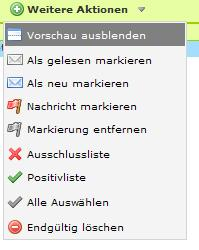 Weitere Aktionen
Vorschau ausblenden
Als gelesen markieren
Als neu markieren
Nachricht markieren
Markierung entfernen
Ausschlussliste
Positivliste
Alle Auswählen
Endgültig löschen